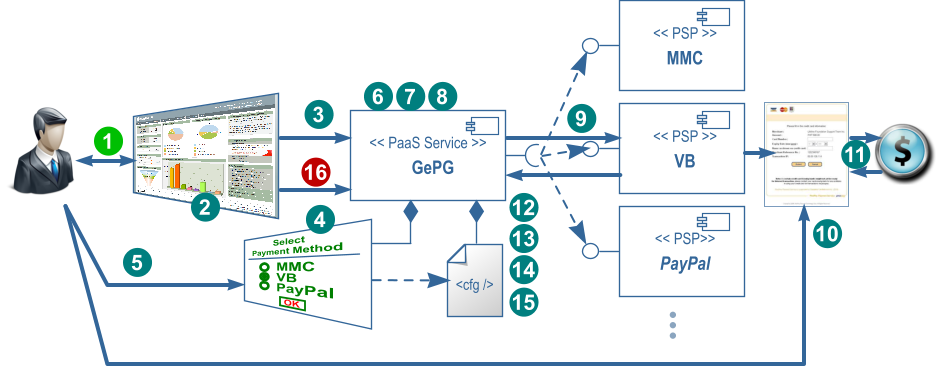 << PSP >>
MMC
6 7 8
1
3
9
<< PaaS Service >>
GePG
<< PSP >>
VB
11
$
16
2
4
12
10
Select
Payment Method
MMC
VB
PayPal
OK
5
13
<< PSP>>
PayPal
14
<cfg />
15